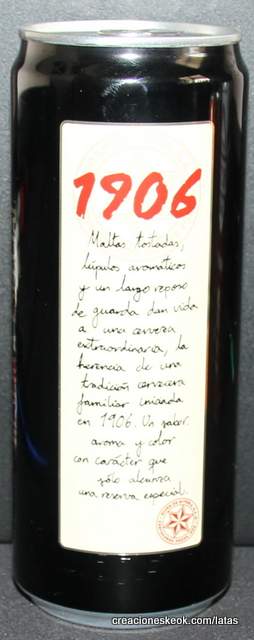 1906
Maltas tostadas,
lúpulos aromáticos
y un largo reposo
de guarda dan vida
a una cerveza
extraordinaria, la
herencia de una
tradición cervecera
familiar iniciada
en 1906. Un sabor,
aroma y color
con carácter que
sólo alcanza
una reserva especial.
creacioneskeok.com/latas